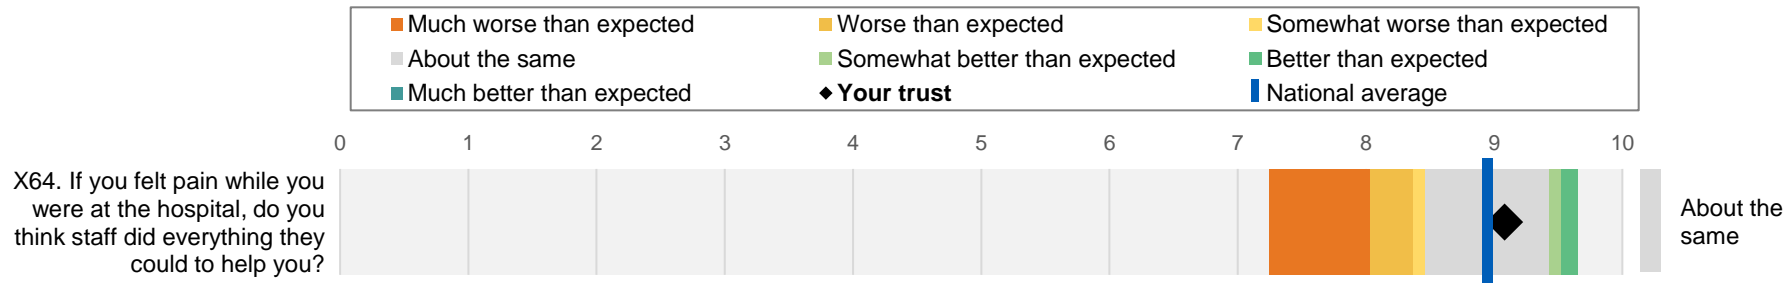 Much worse than expected
Worse than expected
Somewhat worse than expected
About the same
Somewhat better than expected
Better than expected
Much better than expected
Your trust
National average
0 1 2 3 4 5 6 7 8 9 10
X64. If you felt pain while you
were at the hospital, do you
think staff did everything they
could to help you?
About the
same